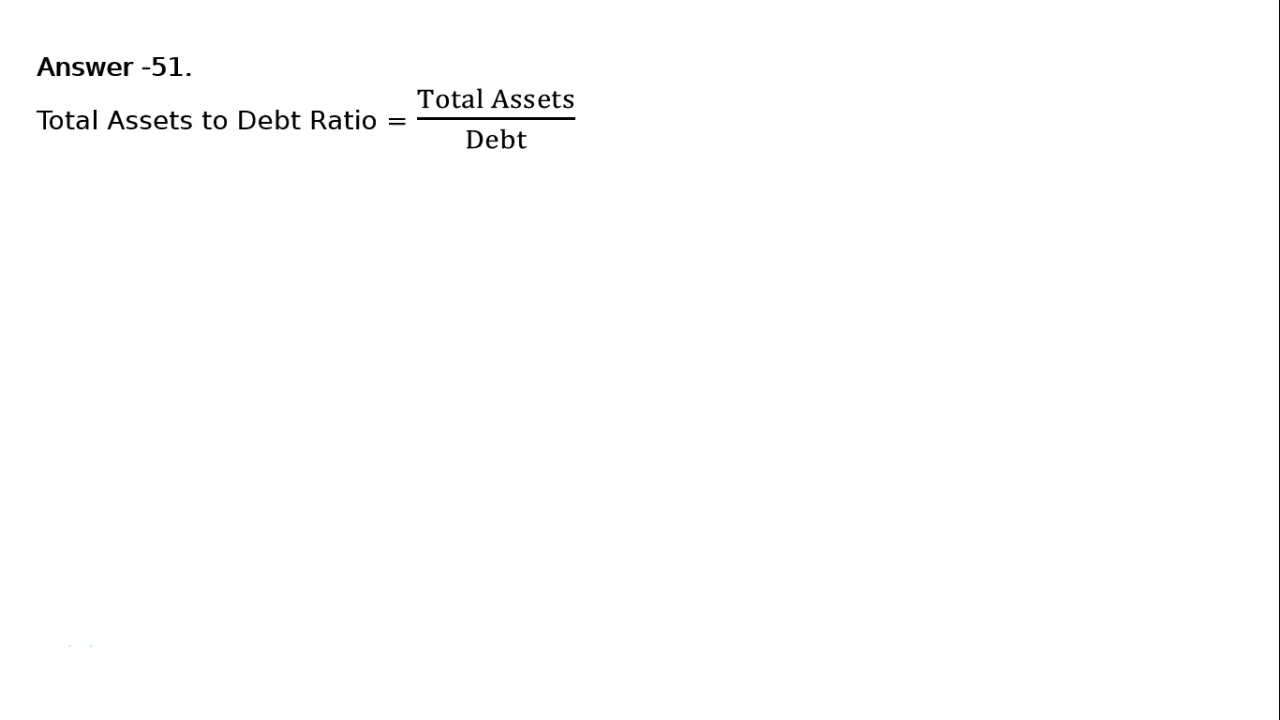 Answer -51.
Total Assets to Debt Ratio = Total Assets / Debt